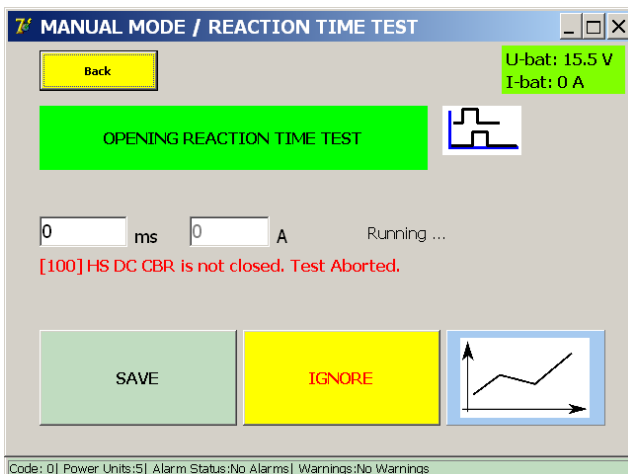 MANUAL MODE / REACTION TIME TEST
Back
U-bat: 15.5 V
I-bat: 0 A
OPENING REACTION TIME TEST
0 ms 0 A Running ...
[100] HS DC CBR is not closed. Test Aborted.
SAVE IGNORE
Code: 0| Power Units:5| Alarm Status:No Alarms| Warnings:No Warnings